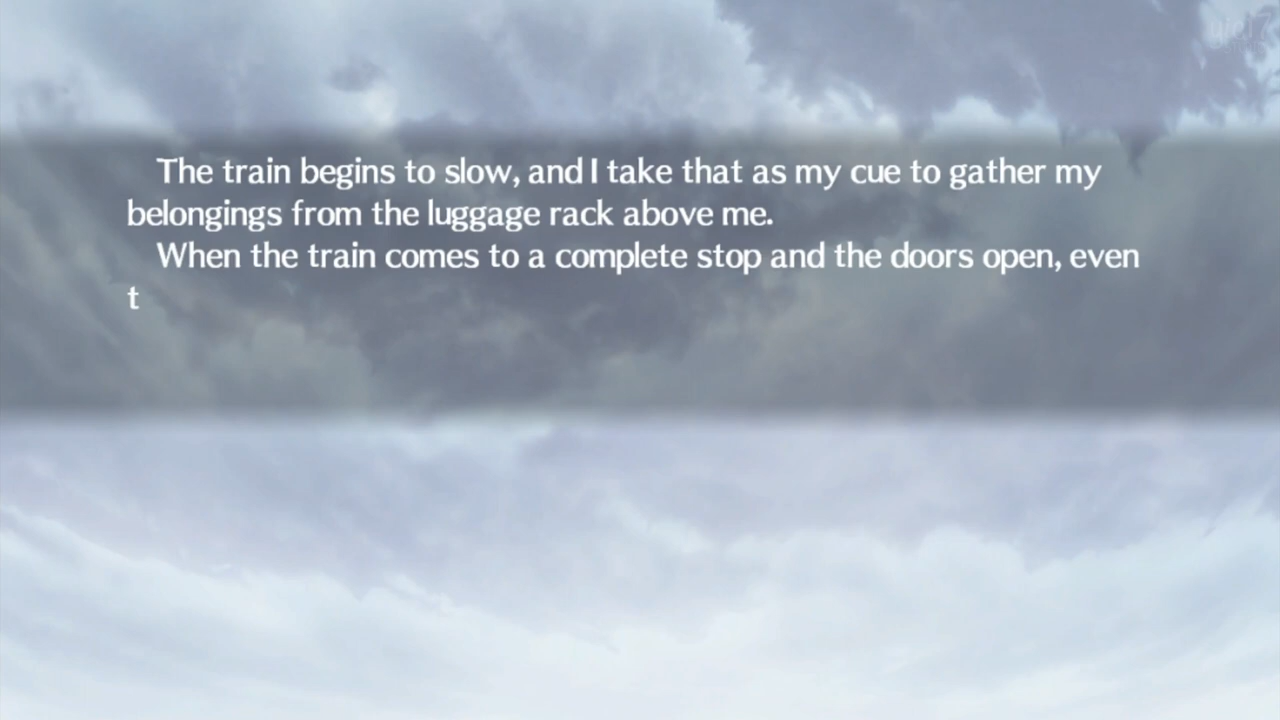 The train begins to slow, and I take that as my cue to gather my
belongings from the luggage rack above me.
When the train comes to a complete stop and the doors open, even
t